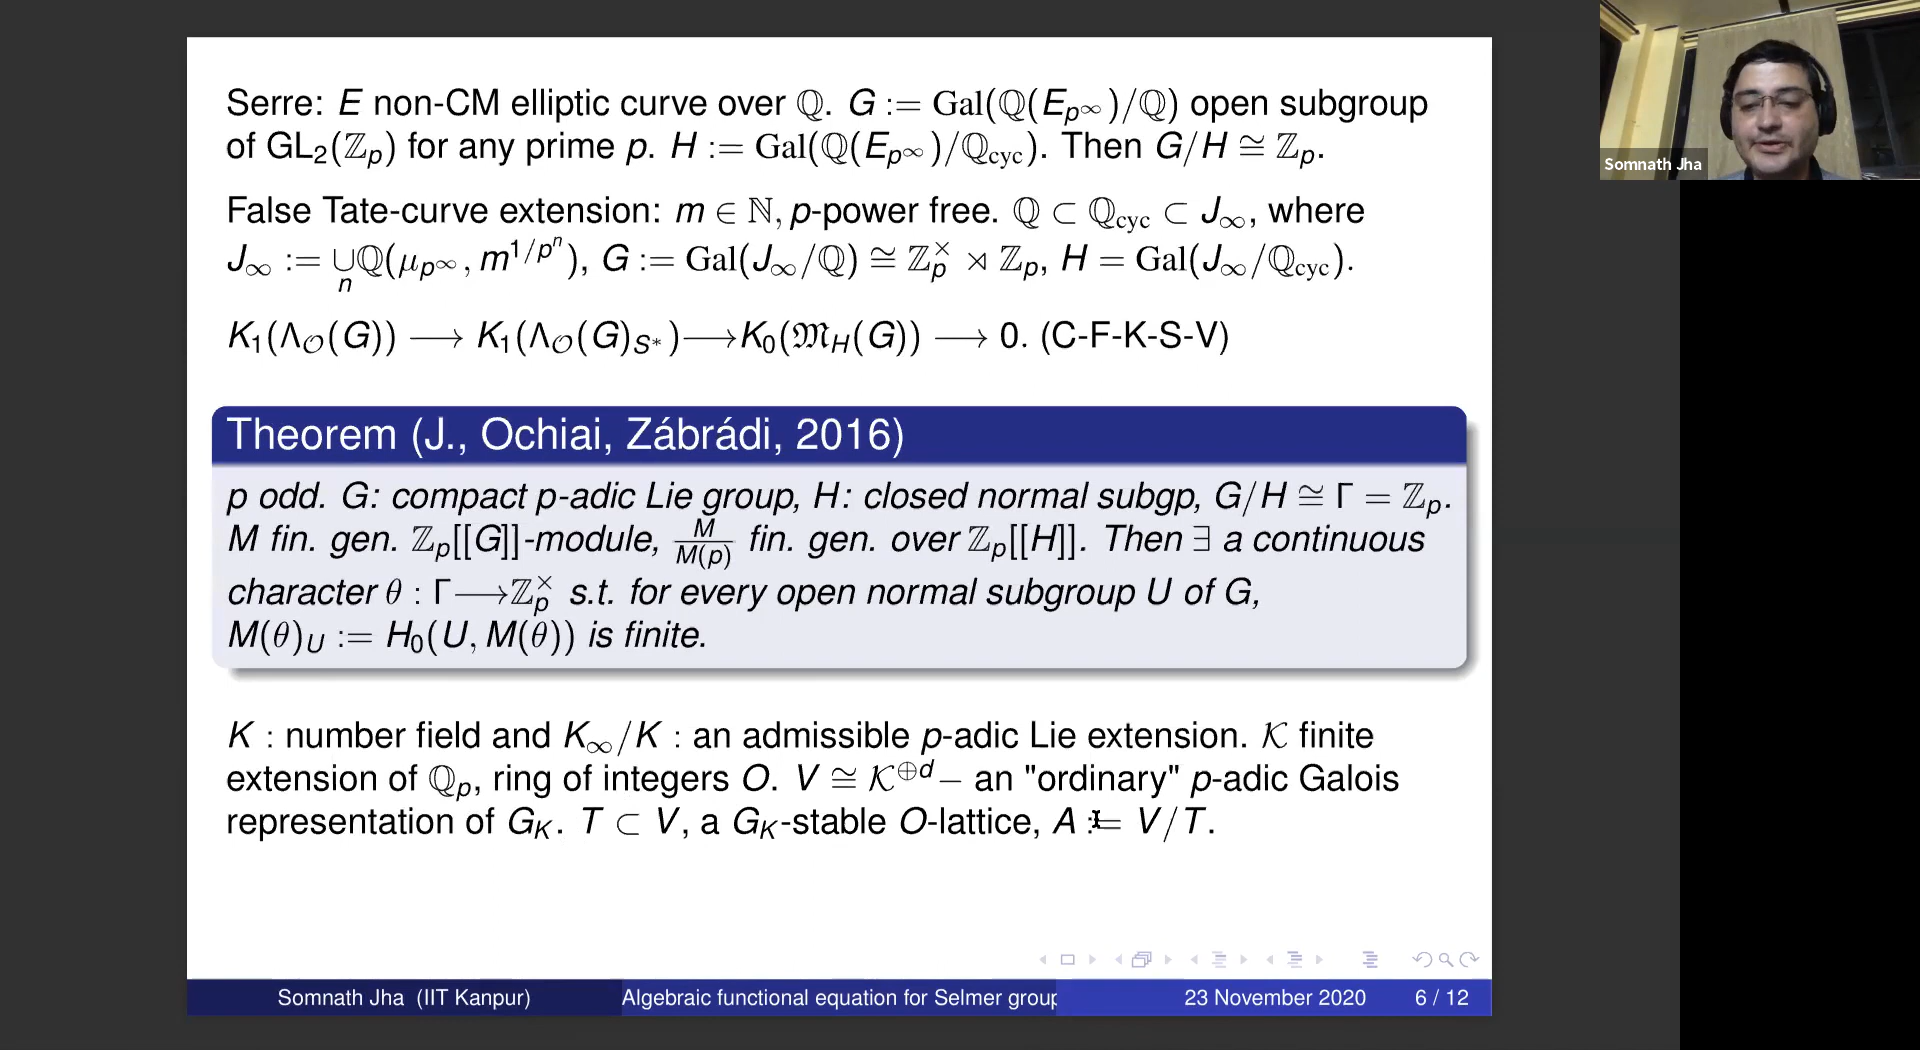 Serre: E non-CM elliptic curve over ℚ. G := Gal(ℚ(E_{p^∞})/ℚ) open subgroup
of GL₂(ℤ_p) for any prime p. H := Gal(ℚ(E_{p^∞})/ℚ_cyc). Then G/H ≅ ℤ_p.
False Tate-curve extension: m ∈ ℕ, p-power free. ℚ ⊂ ℚ_cyc ⊂ J_∞, where
J_∞ := ∪_n ℚ(μ_{p^∞}, m^{1/p^n}), G := Gal(J_∞/ℚ) ≅ ℤ_p^× ⋊ ℤ_p, H = Gal(J_∞/ℚ_cyc).
K₁(Λ_𝒪(G)) ⟶ K₁(Λ_𝒪(G)_{S*}) ⟶ K₀(𝔐_H(G)) ⟶ 0. (C-F-K-S-V)
Theorem (J., Ochiai, Zábrádi, 2016)
p odd. G: compact p-adic Lie group, H: closed normal subgp, G/H ≅ Γ = ℤ_p.
M fin. gen. ℤ_p[[G]]-module, M/M(p) fin. gen. over ℤ_p[[H]]. Then ∃ a continuous
character θ : Γ ⟶ ℤ_p^× s.t. for every open normal subgroup U of G,
M(θ)_U := H₀(U, M(θ)) is finite.
K : number field and K_∞/K : an admissible p-adic Lie extension. 𝒦 finite
extension of ℚ_p, ring of integers O. V ≅ 𝒦^{⊕d} – an "ordinary" p-adic Galois
representation of G_K. T ⊂ V, a G_K-stable O-lattice, A := V/T.
Somnath Jha (IIT Kanpur)
Algebraic functional equation for Selmer group
23 November 2020
6 / 12
Somnath Jha